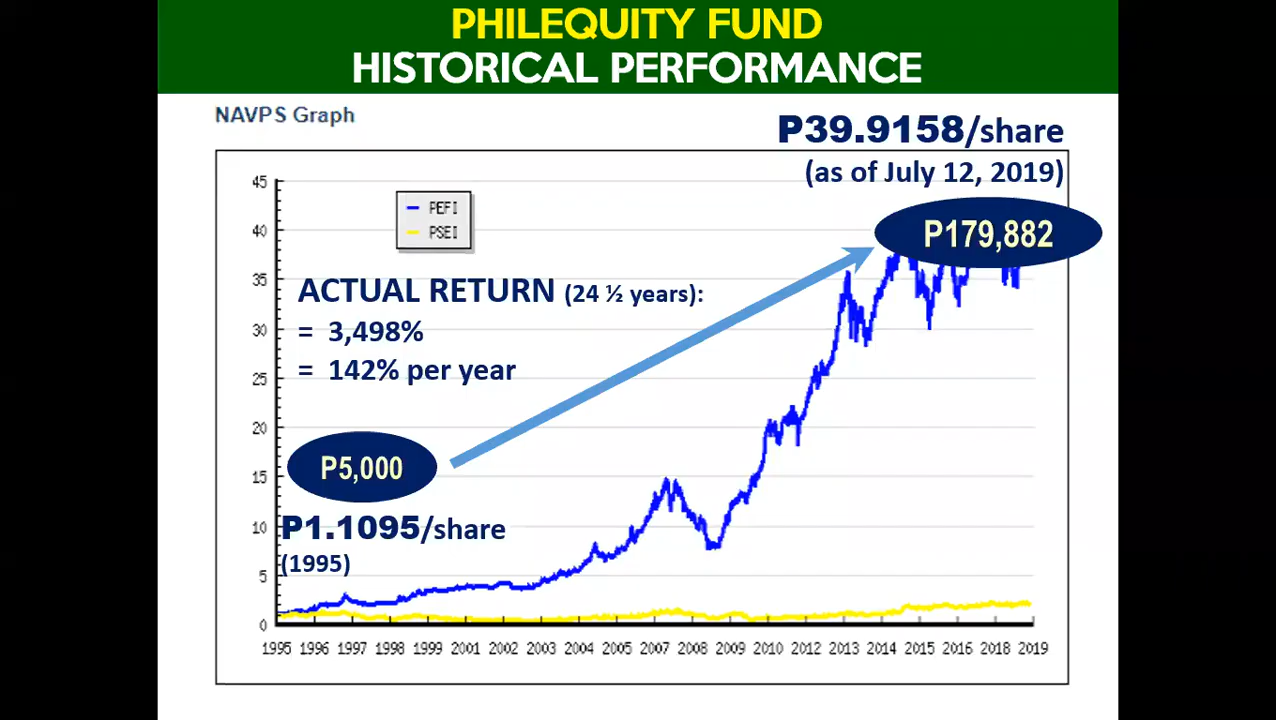 PHILEQUITY FUND
HISTORICAL PERFORMANCE
NAVPS Graph
P39.9158/share
(as of July 12, 2019)
45
40
35
30
25
20
15
10
5
0
PEFI
PSEI
P179,882
ACTUAL RETURN (24 ½ years):
= 3,498%
= 142% per year
P5,000
P1.1095/share
(1995)
1995 1996 1997 1998 1999 2001 2002 2003 2004 2005 2007 2008 2009 2010 2012 2013 2014 2015 2016 2018 2019